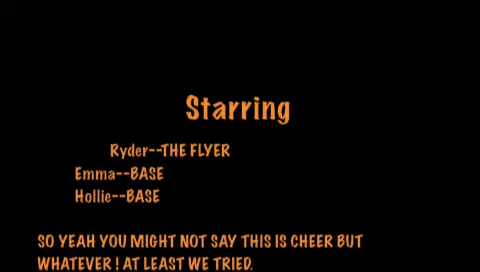 Starring
Ryder--THE FLYER
Emma--BASE
Hollie--BASE
SO YEAH YOU MIGHT NOT SAY THIS IS CHEER BUT
WHATEVER ! AT LEAST WE TRIED.